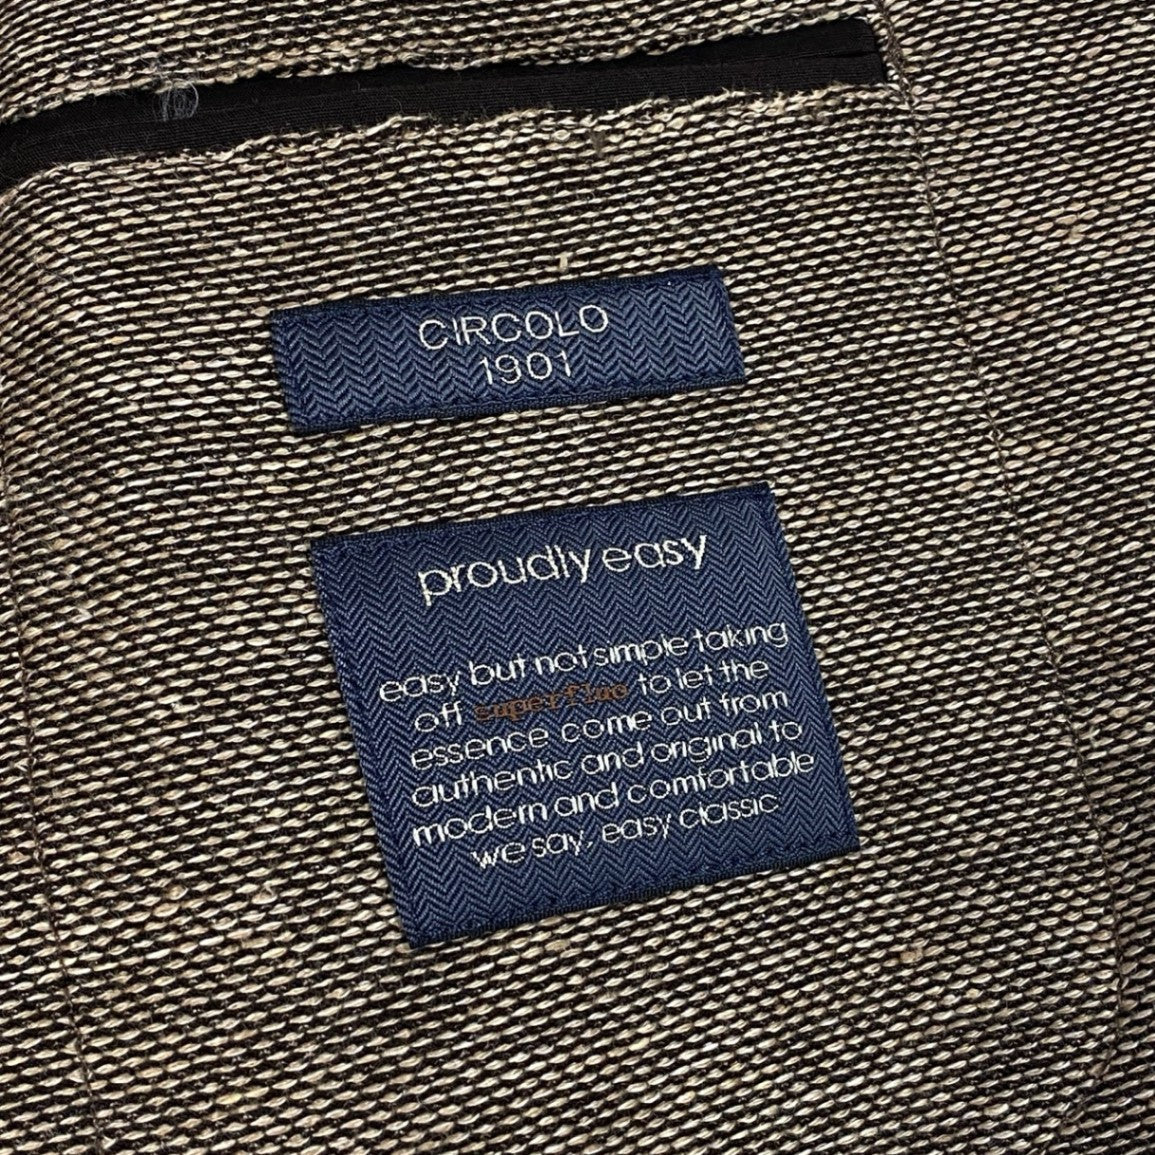 CIRCOLO
1901
proudly easy
easy but not simple taking
off superfluo to let the
essence come out from
authentic and original to
modern and comfortable
we say, easy classic